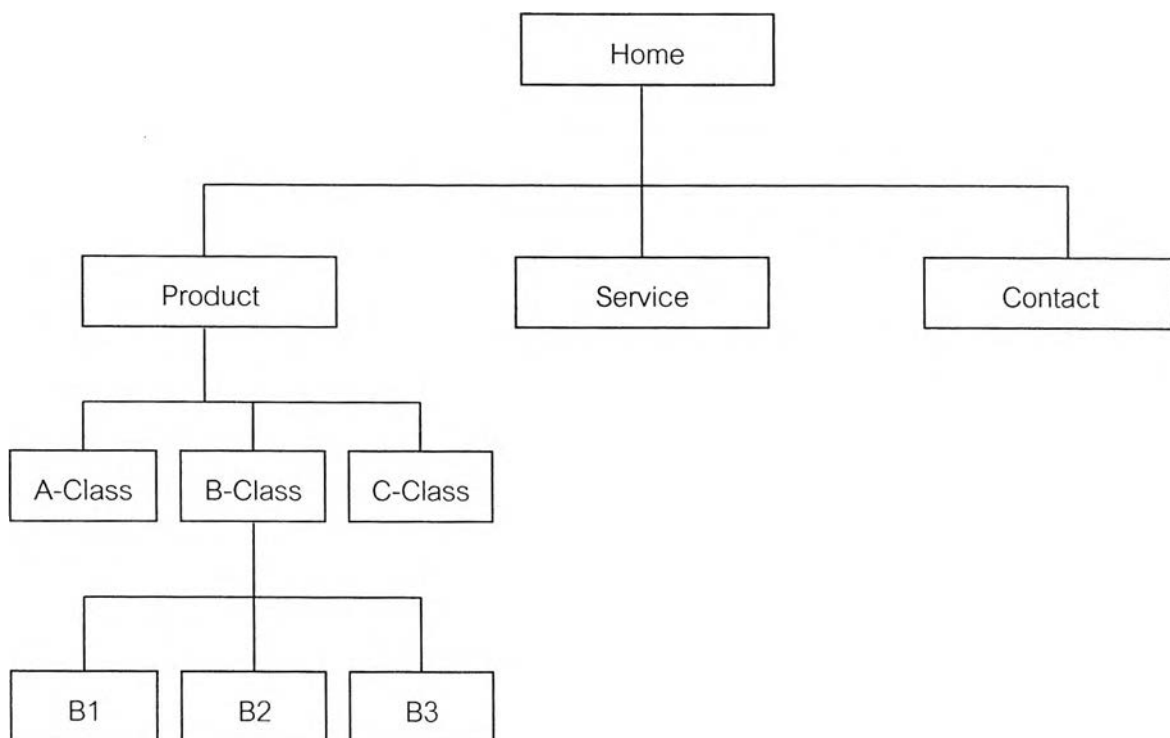 Home
Product
Service
Contact
A-Class
B-Class
C-Class
B1
B2
B3